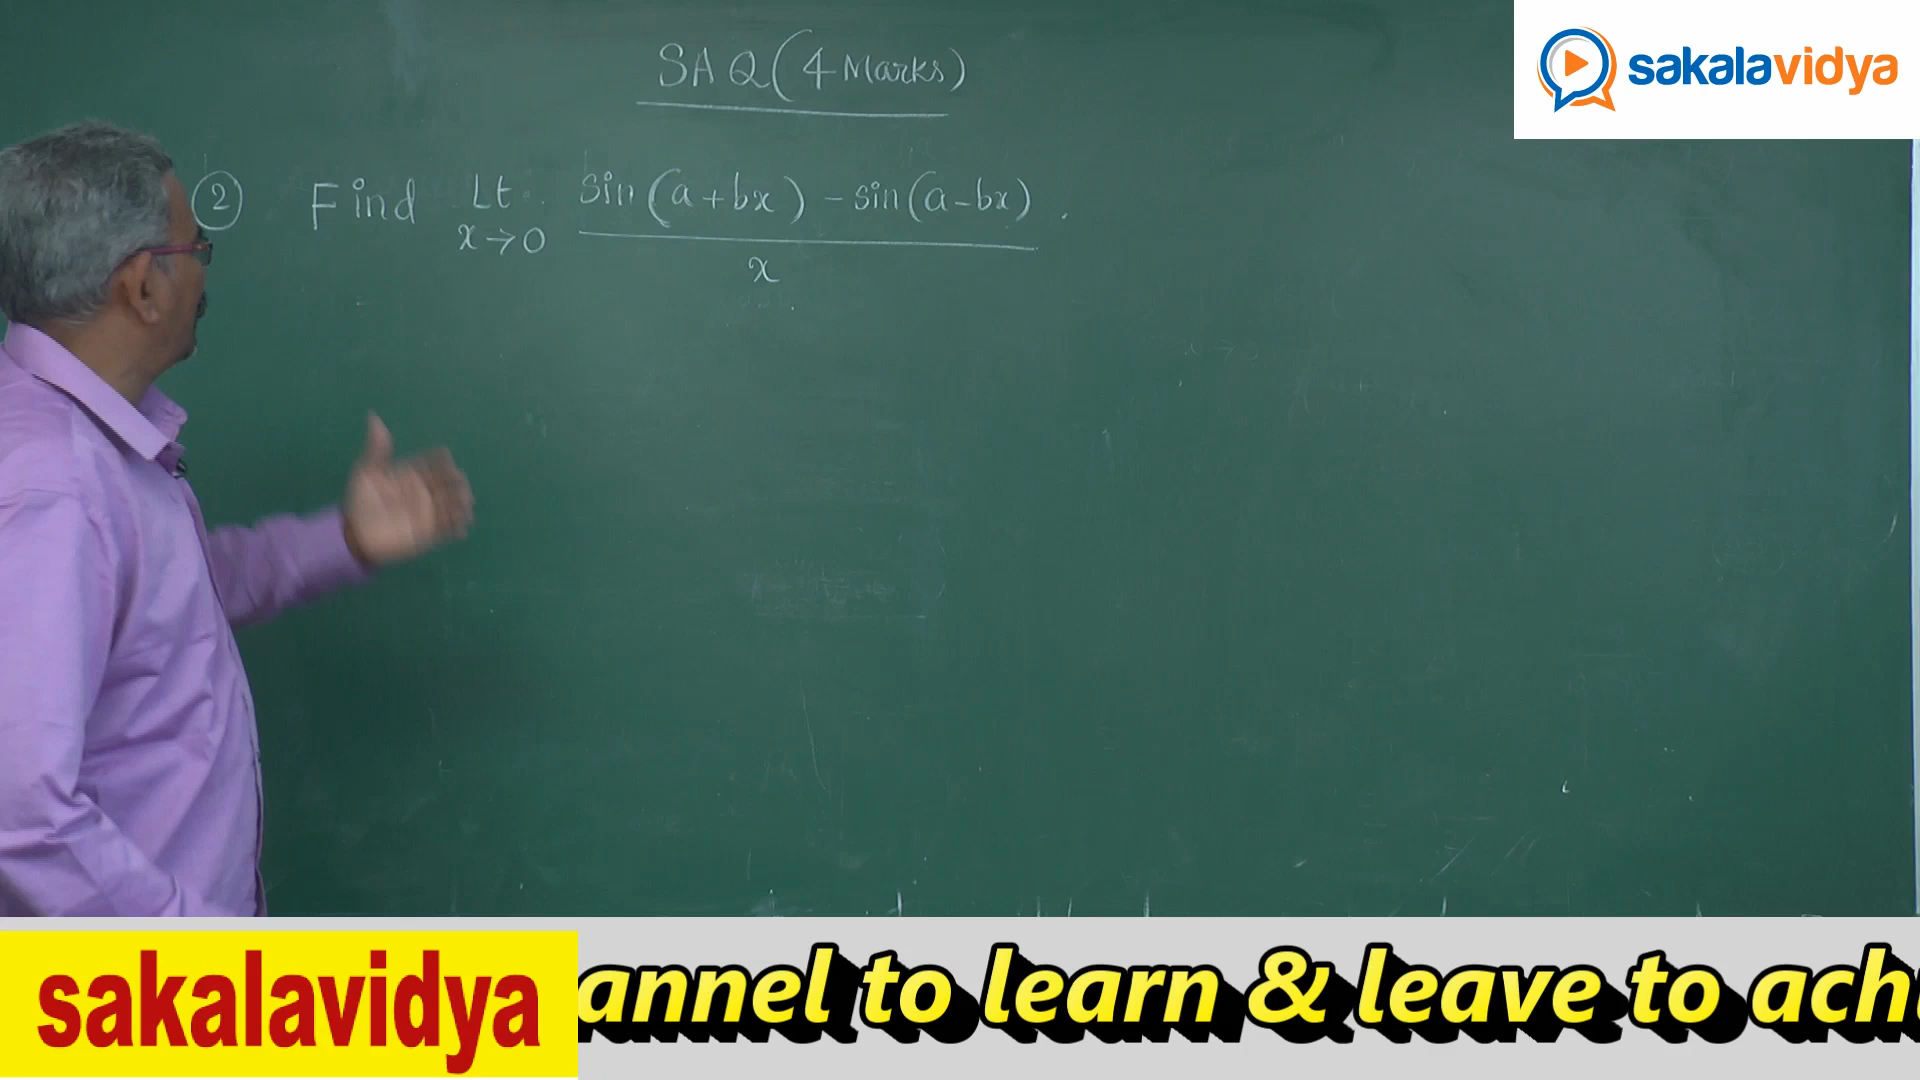 SAQ (4 Marks)
sakalavidya
② Find Lt x→0 sin(a+bx) - sin(a-bx) .
x
sakalavidya
annel to learn & leave to ach